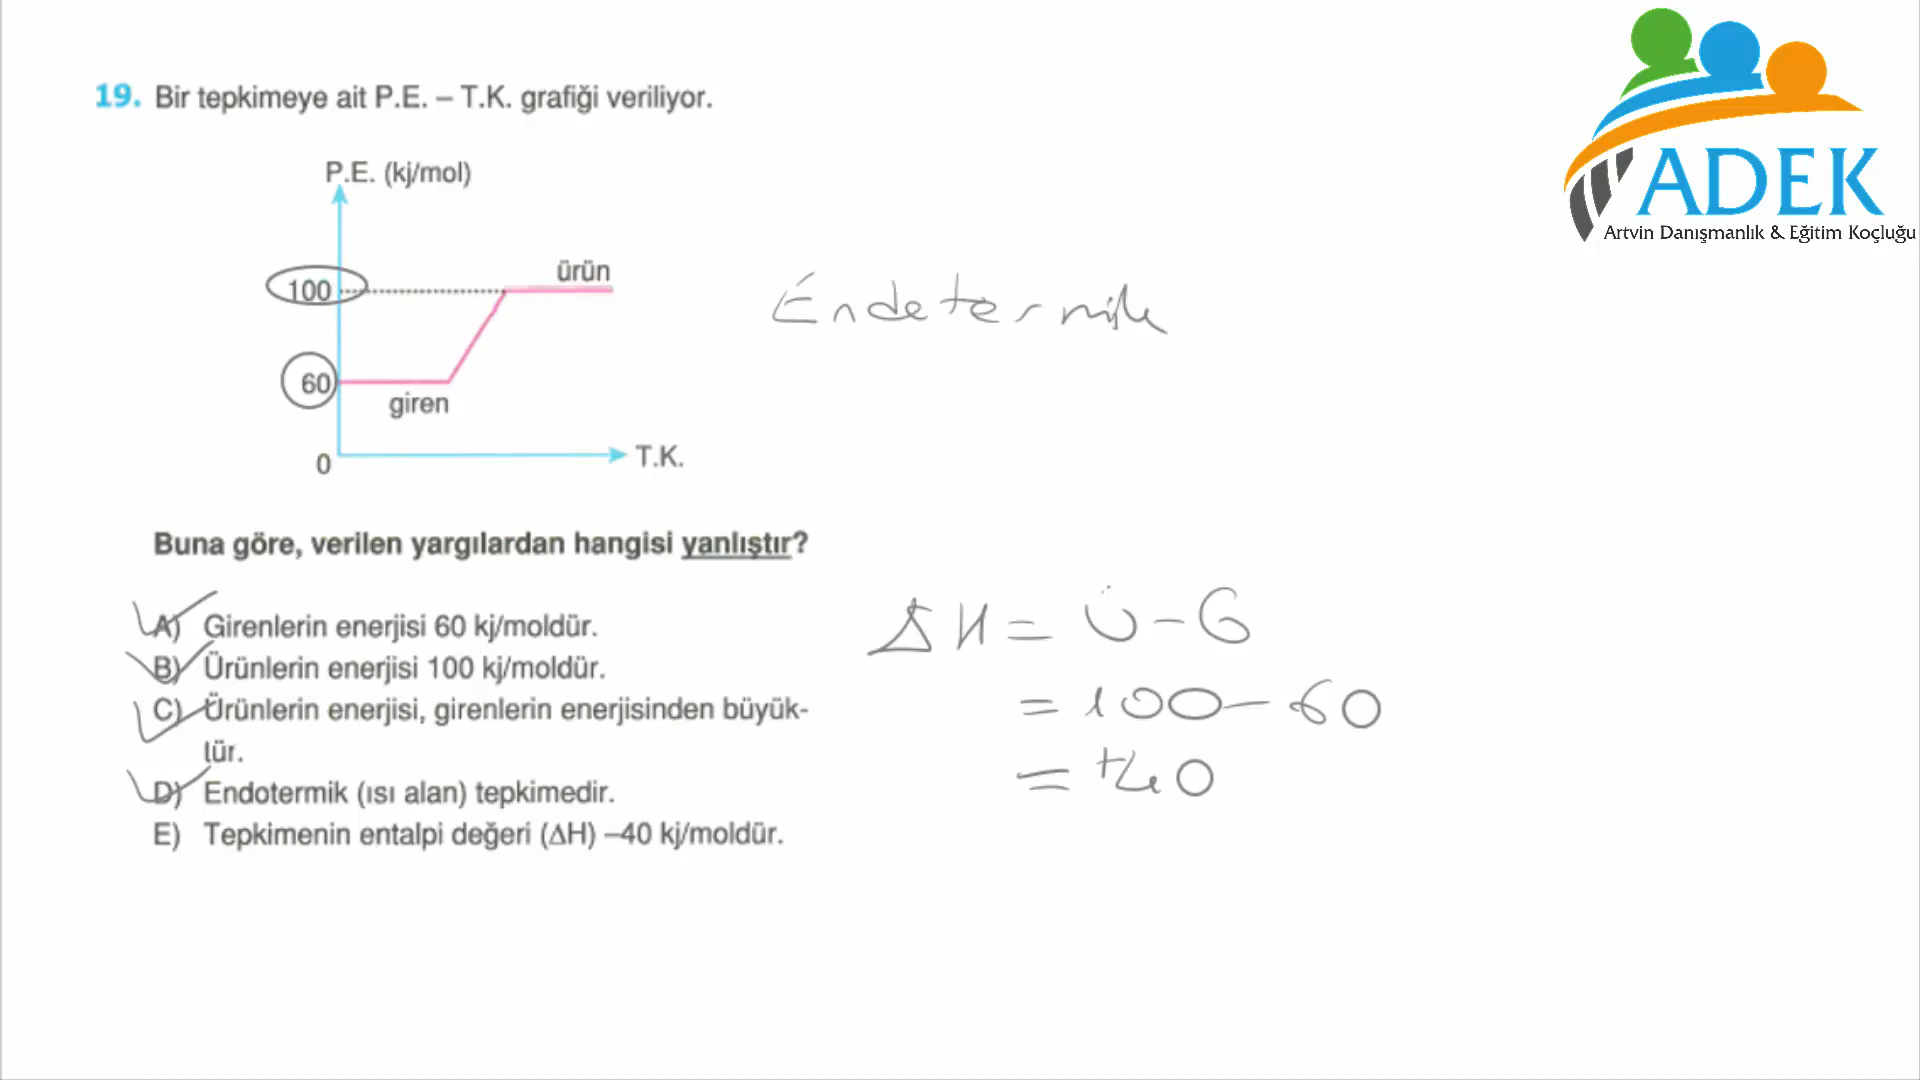 ADEK
Artvin Danışmanlık & Eğitim Koçluğu
19. Bir tepkimeye ait P.E. – T.K. grafiği veriliyor.
P.E. (kj/mol)
100
ürün
60
giren
0
T.K.
Endetermik
Buna göre, verilen yargılardan hangisi yanlıştır?
A) Girenlerin enerjisi 60 kj/moldür.
B) Ürünlerin enerjisi 100 kj/moldür.
C) Ürünlerin enerjisi, girenlerin enerjisinden büyük-
tür.
D) Endotermik (ısı alan) tepkimedir.
E) Tepkimenin entalpi değeri (ΔH) –40 kj/moldür.
ΔH = Ü - G
= 100 - 60
= +40